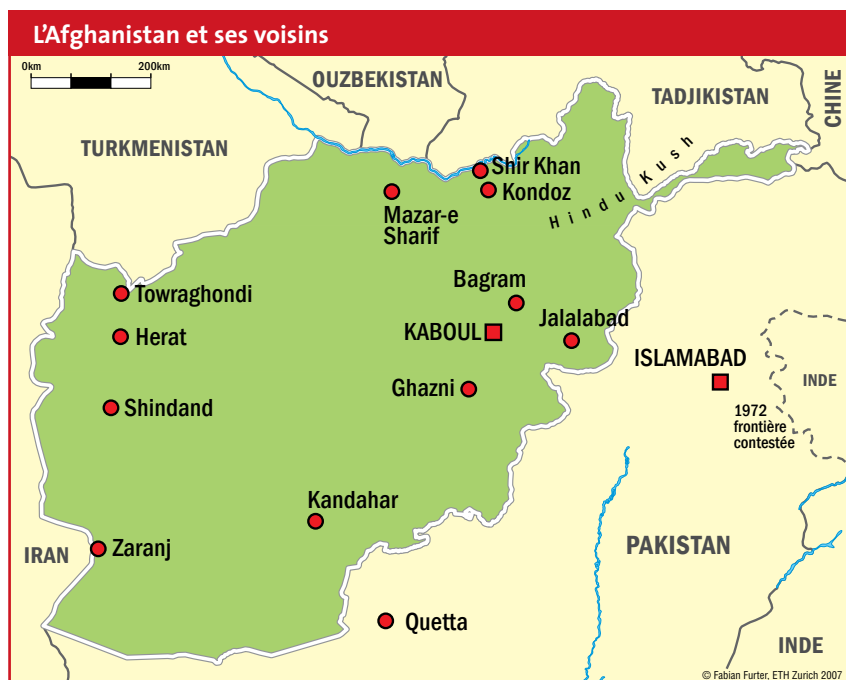 L'Afghanistan et ses voisins
0km
200km
OUZBEKISTAN
TADJIKISTAN
CHINE
TURKMENISTAN
Shir Khan
Kondoz
Hindu Kush
Mazar-e
Sharif
Bagram
Towraghondi
KABOUL
Jalalabad
Herat
ISLAMABAD
INDE
Ghazni
Shindand
1972
frontière
contestée
Kandahar
IRAN
Zaranj
PAKISTAN
Quetta
INDE
© Fabian Furter, ETH Zurich 2007